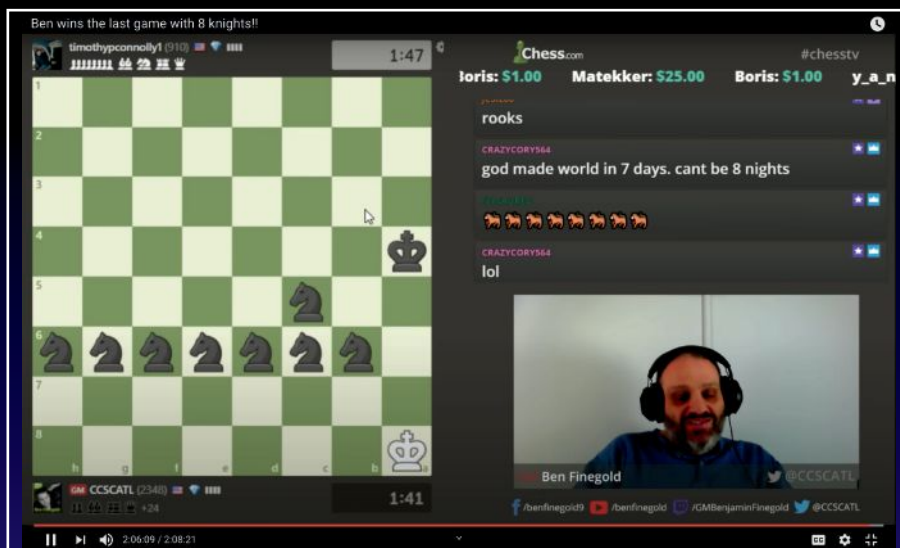 Ben wins the last game with 8 knights!!
timothypconnolly1 (910)
1:47
Chess.com
#chesstv
Boris: $1.00 Matekker: $25.00 Boris: $1.00 y_a_n
rooks
CRAZYCORY564
god made world in 7 days. cant be 8 nights
CRAZYCORY564
lol
1
2
3
4
5
6
7
8
h g f e d c b a
GM CCSCATL (2348)
+24
1:41
Ben Finegold
@CCSCATL
/benfinegold9 /benfinegold /GMBenjaminFinegold @CCSCATL
2:06:09 / 2:08:21
CC